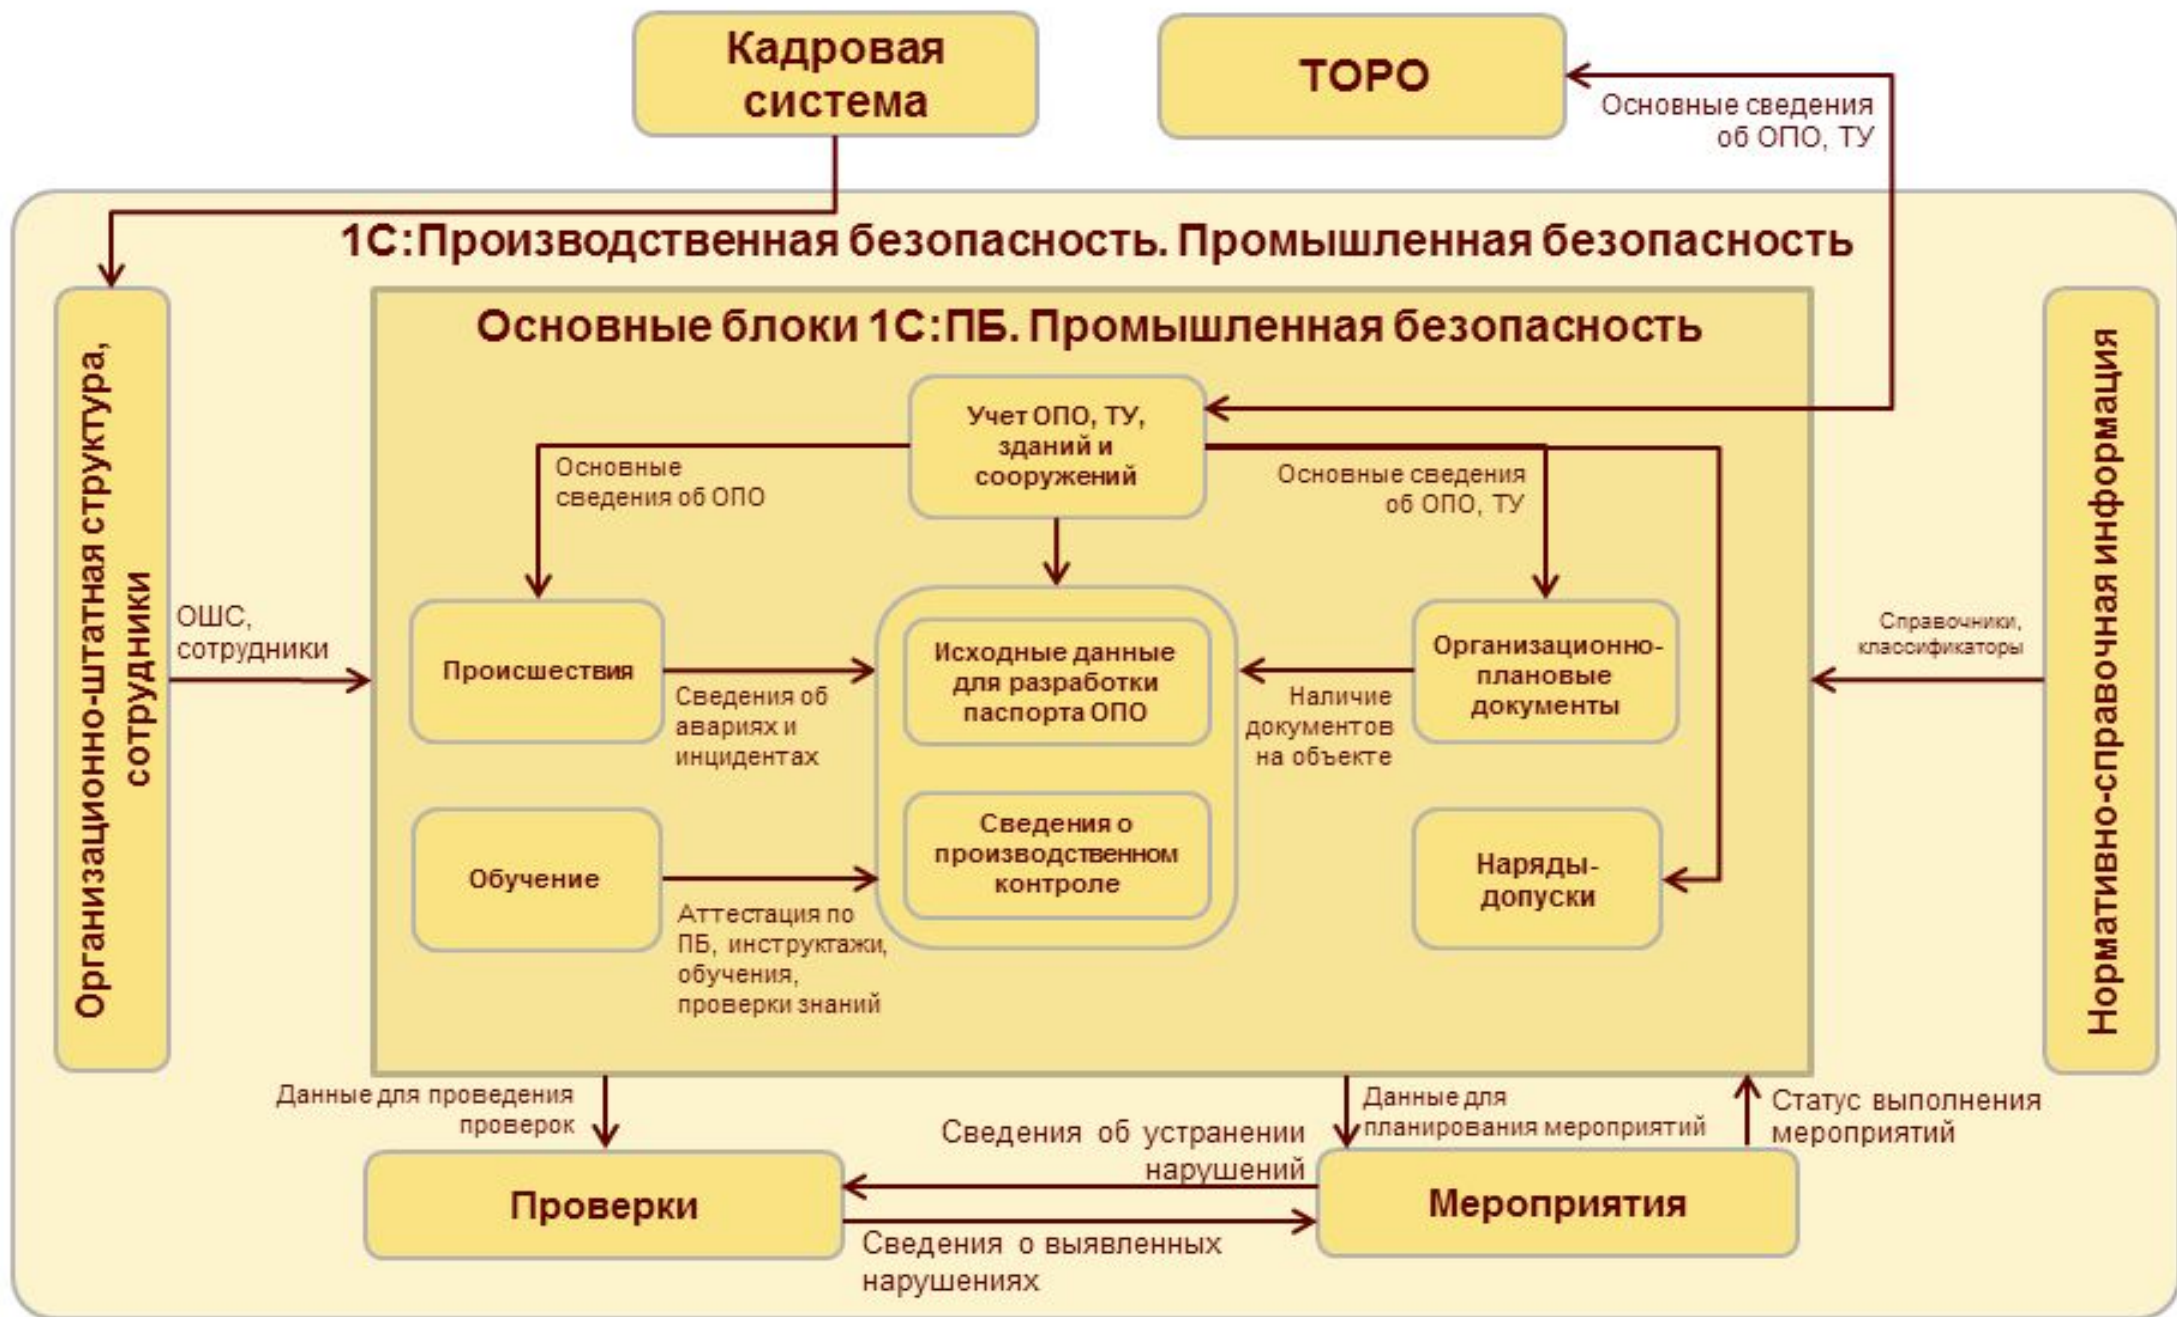 Кадровая
система
ТОРО
Основные сведения
об ОПО, ТУ
1С:Производственная безопасность. Промышленная безопасность
Организационно-штатная структура,
сотрудники
ОШС,
сотрудники
Основные блоки 1С:ПБ. Промышленная безопасность
Учет ОПО, ТУ,
зданий и
сооружений
Основные
сведения об ОПО
Основные сведения
об ОПО, ТУ
Происшествия
Сведения об
авариях и
инцидентах
Исходные данные
для разработки
паспорта ОПО
Наличие
документов
на объекте
Организационно-
плановые
документы
Обучение
Аттестация по
ПБ, инструктажи,
обучения,
проверки знаний
Сведения о
производственном
контроле
Наряды-
допуски
Справочники,
классификаторы
Нормативно-справочная информация
Данные для проведения
проверок
Сведения об устранении
нарушений
Данные для
планирования мероприятий
Статус выполнения
мероприятий
Проверки
Мероприятия
Сведения о выявленных
нарушениях